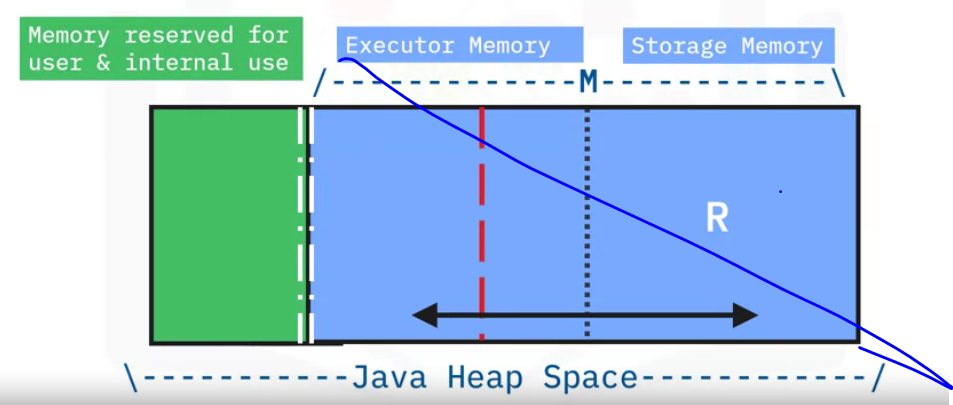 Memory reserved for
user & internal use
Executor Memory
Storage Memory
M
R
Java Heap Space